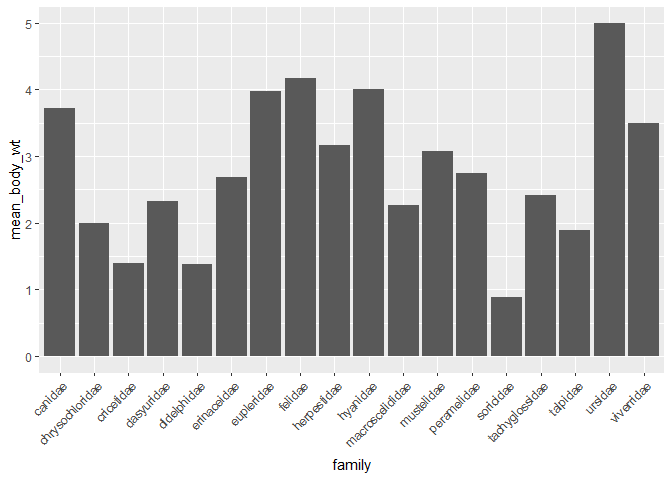 5
4
3
2
1
0
mean_body_wt
canidae
chrysochloridae
cricetidae
dasyuridae
didelphidae
erinaceidae
eupleridae
felidae
herpestidae
hyanidae
macroscelididae
mustelidae
peramelidae
soricidae
tachyglossidae
talpidae
ursidae
viverridae
family